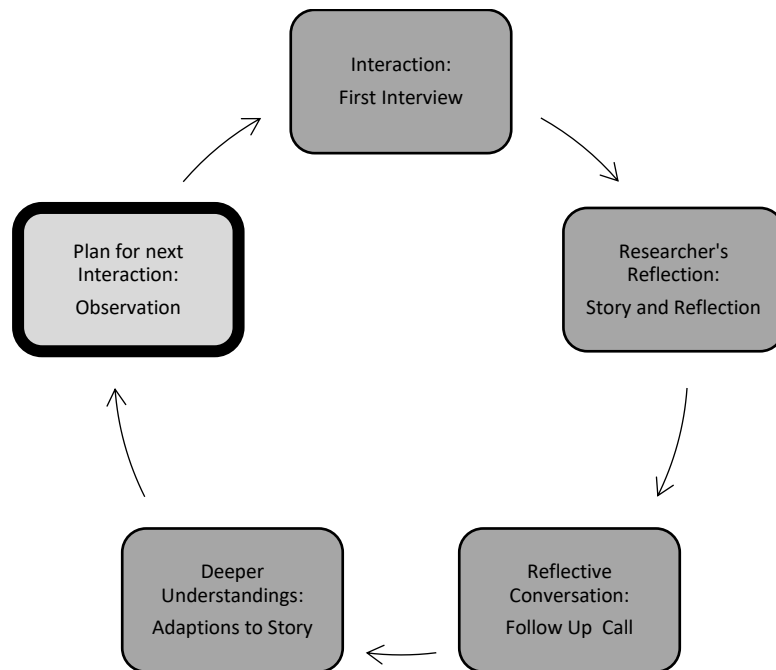 Interaction:
First Interview
Researcher's
Reflection:
Story and Reflection
Reflective
Conversation:
Follow Up Call
Deeper
Understandings:
Adaptions to Story
Plan for next
Interaction:
Observation